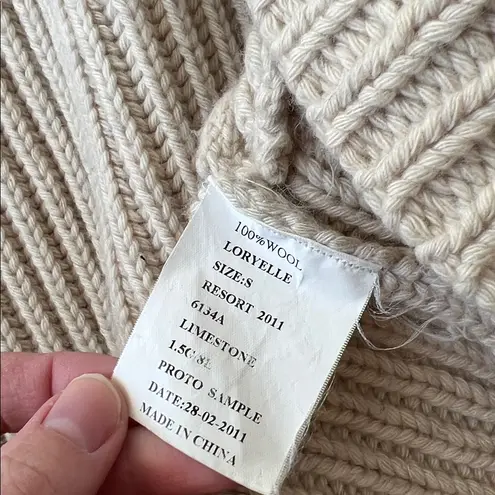 100%WOOL
LORYELLE
SIZE:S
RESORT 2011
6134A
LIMESTONE
1.5G/8L
PROTO SAMPLE
DATE:28-02-2011
MADE IN CHINA